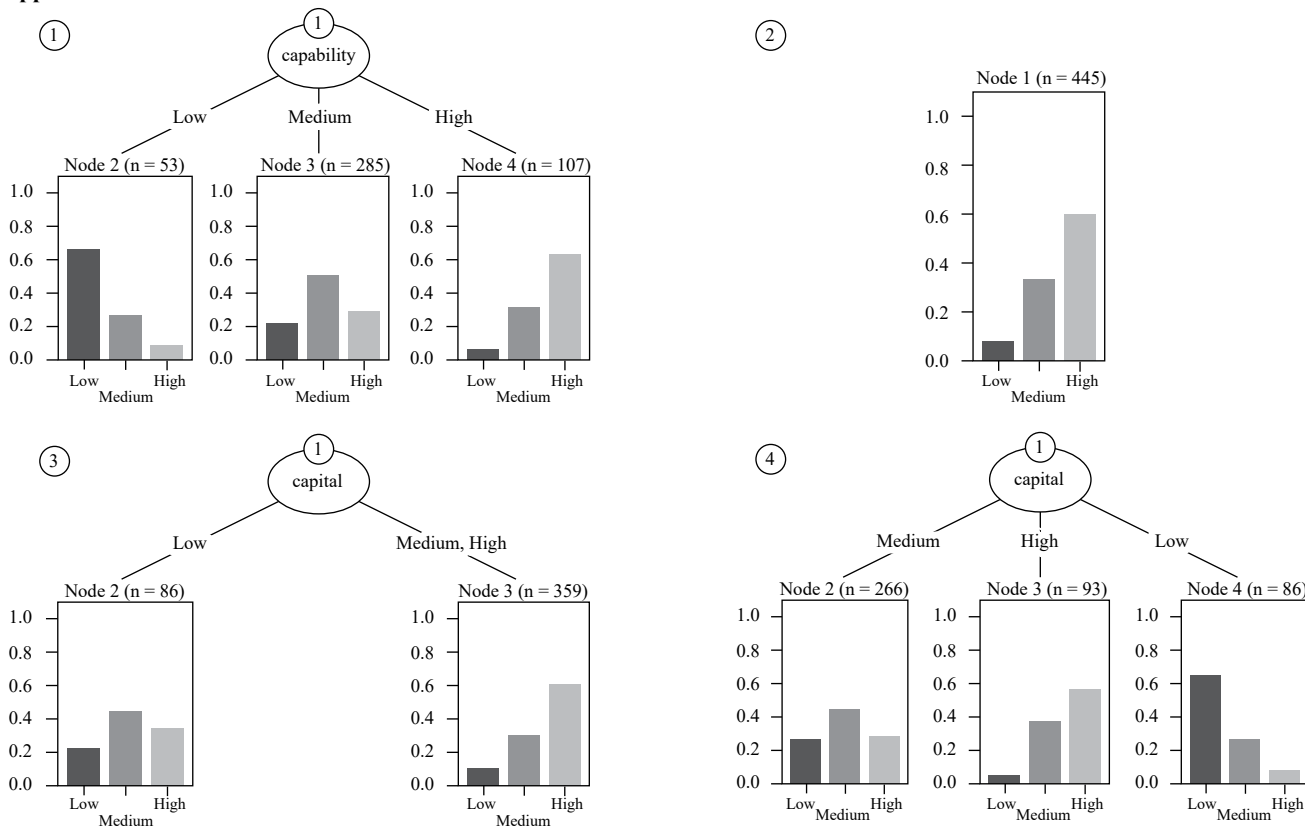 1
1
capability
Low
Medium
High
Node 2 (n = 53)
1.0
0.8
0.6
0.4
0.2
0.0
Low
Medium
High
Node 3 (n = 285)
1.0
0.8
0.6
0.4
0.2
0.0
Low
Medium
High
Node 4 (n = 107)
1.0
0.8
0.6
0.4
0.2
0.0
Low
Medium
High
2
Node 1 (n = 445)
1.0
0.8
0.6
0.4
0.2
0.0
Low
Medium
High
3
1
capital
Low
Medium, High
Node 2 (n = 86)
1.0
0.8
0.6
0.4
0.2
0.0
Low
Medium
High
Node 3 (n = 359)
1.0
0.8
0.6
0.4
0.2
0.0
Low
Medium
High
4
1
capital
Medium
High
Low
Node 2 (n = 266)
1.0
0.8
0.6
0.4
0.2
0.0
Low
Medium
High
Node 3 (n = 93)
1.0
0.8
0.6
0.4
0.2
0.0
Low
Medium
High
Node 4 (n = 86)
1.0
0.8
0.6
0.4
0.2
0.0
Low
Medium
High